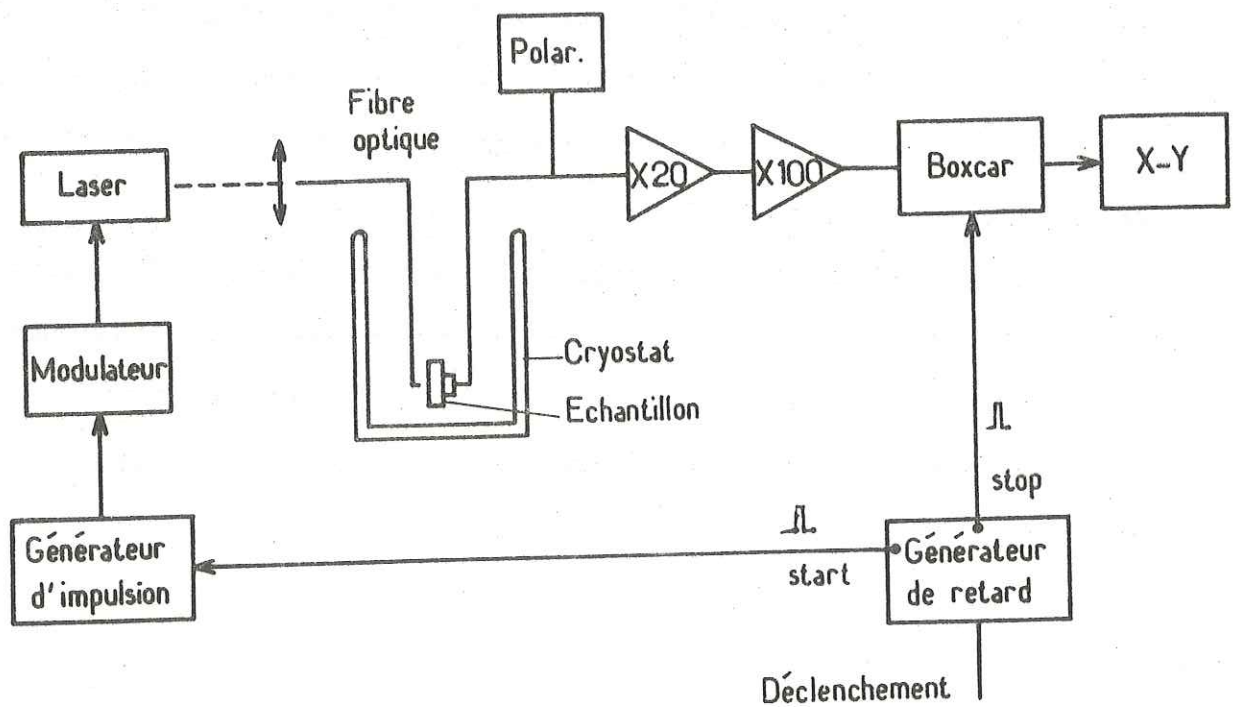 Polar.
Fibre
optique
Laser
X20
X100
Boxcar
X-Y
Modulateur
Cryostat
Echantillon
stop
Générateur
d'impulsion
start
Générateur
de retard
Déclenchement